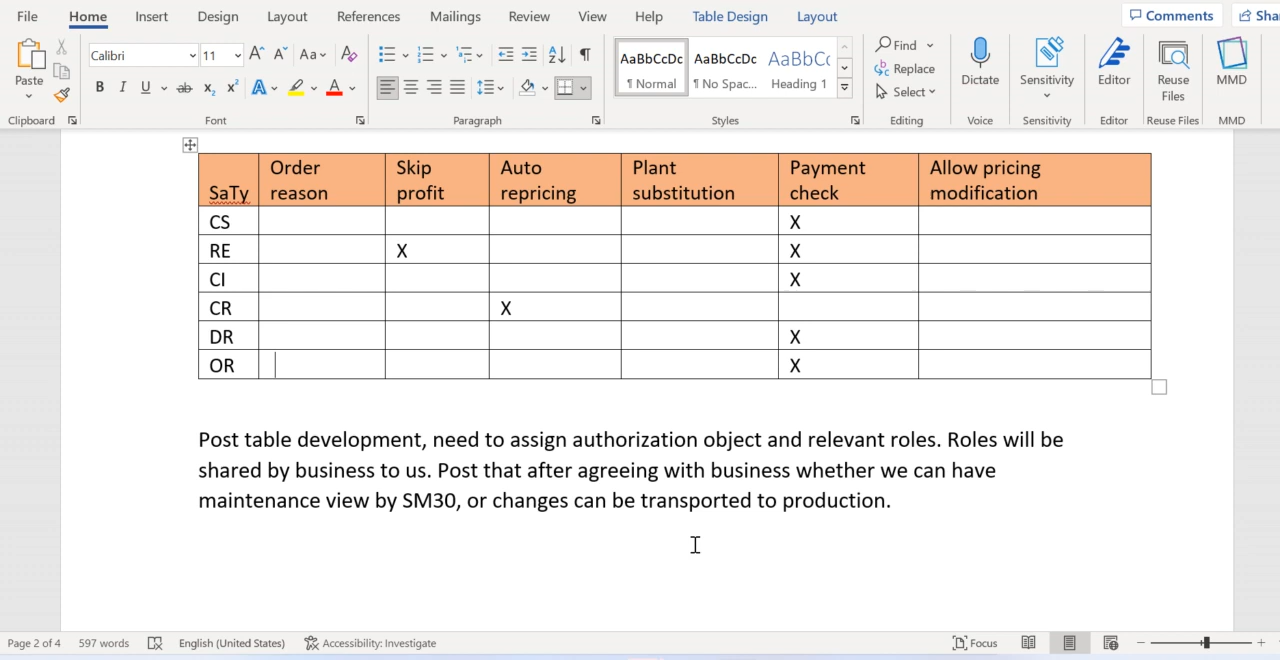 File Home Insert Design Layout References Mailings Review View Help Table Design Layout Comments
Calibri 11 Aa AaBbCcDc AaBbCcDc Find
Paste Replace Dictate Sensitivity Editor Reuse Files MMD
B I U ab x₂ x² A A ¶ Normal ¶ No Spac... Heading 1 Select
Clipboard Font Paragraph Styles Editing Voice Sensitivity Editor Reuse Files MMD
SaTy Order reason Skip profit Auto repricing Plant substitution Payment check Allow pricing modification
CS X
RE X X
CI X
CR X
DR X
OR X
Post table development, need to assign authorization object and relevant roles. Roles will be
shared by business to us. Post that after agreeing with business whether we can have
maintenance view by SM30, or changes can be transported to production.
Page 2 of 4 597 words English (United States) Accessibility: Investigate Focus